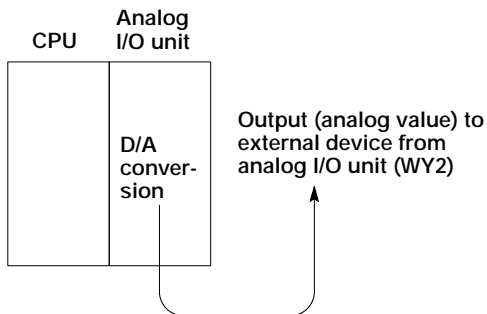 CPU
Analog
I/O unit
D/A
conver-
sion
Output (analog value) to
external device from
analog I/O unit (WY2)